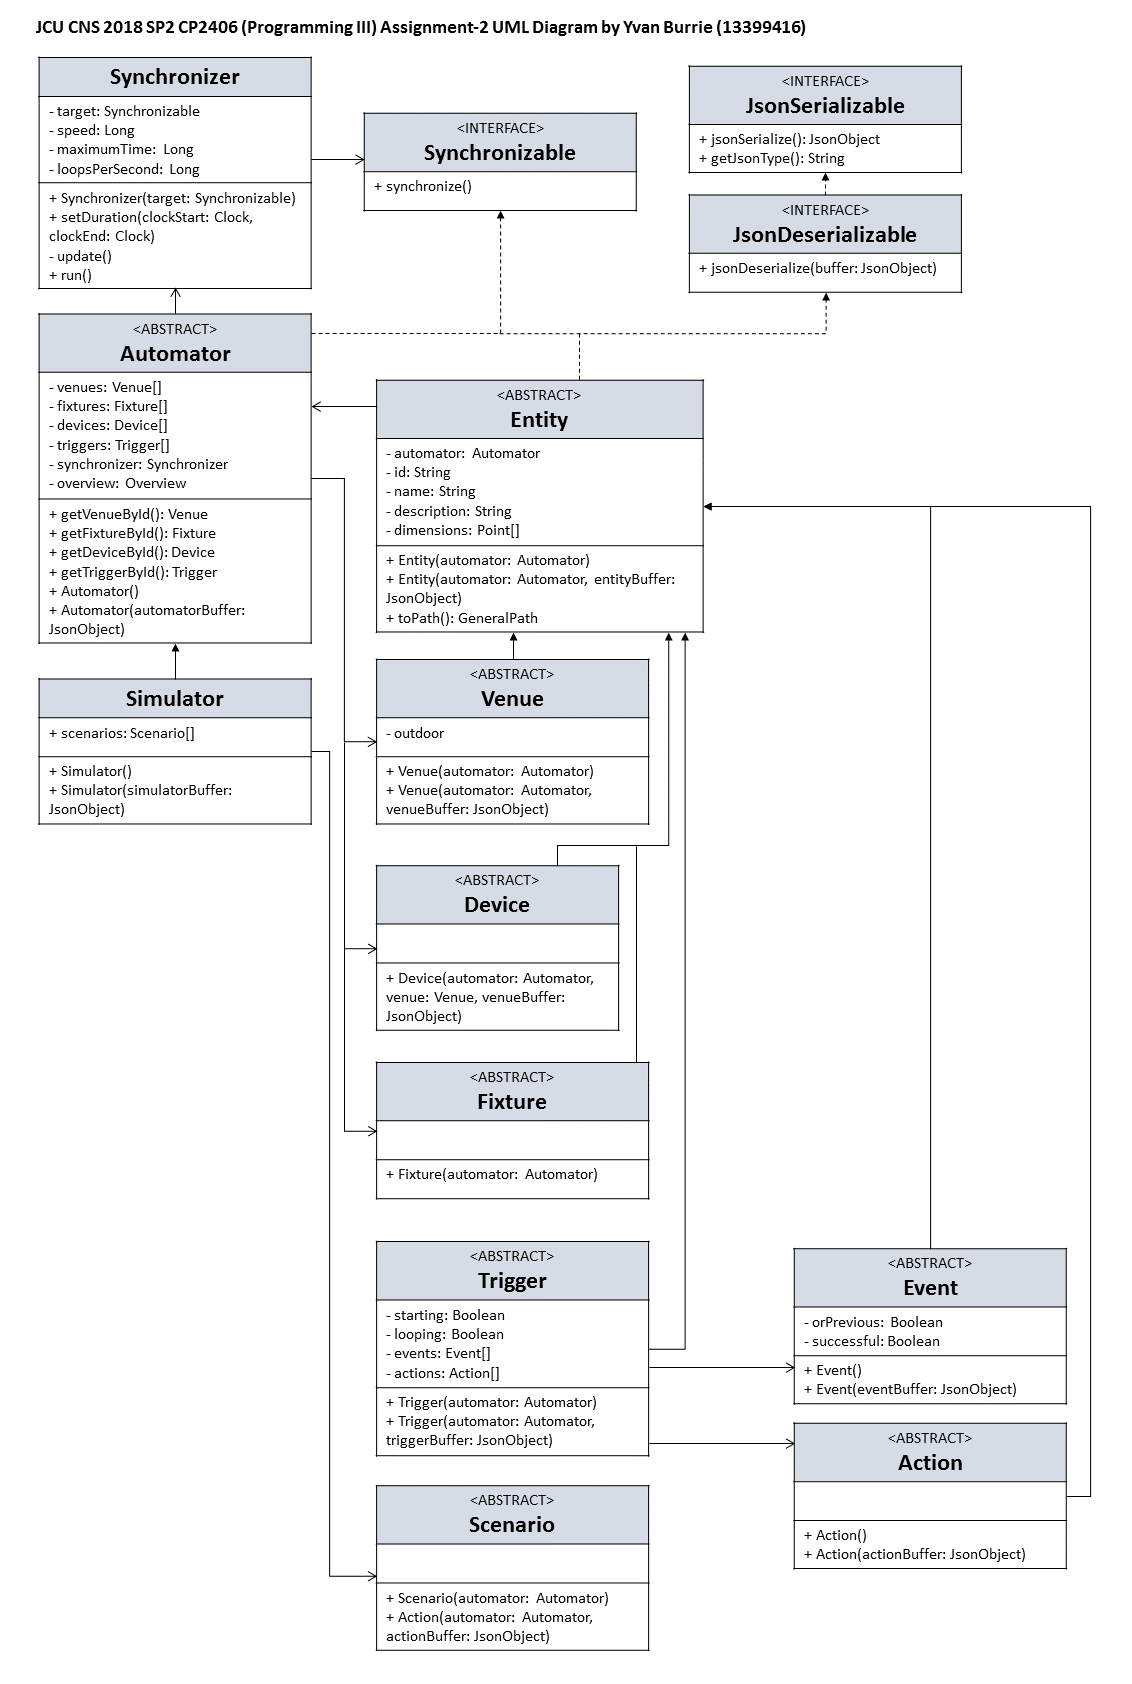 JCU CNS 2018 SP2 CP2406 (Programming III) Assignment-2 UML Diagram by Yvan Burrie (13399416)
Synchronizer
- target: Synchronizable
- speed: Long
- maximumTime: Long
- loopsPerSecond: Long
+ Synchronizer(target: Synchronizable)
+ setDuration(clockStart: Clock,
clockEnd: Clock)
- update()
+ run()
<INTERFACE>
Synchronizable
+ synchronize()
<INTERFACE>
JsonSerializable
+ jsonSerialize(): JsonObject
+ getJsonType(): String
<INTERFACE>
JsonDeserializable
+ jsonDeserialize(buffer: JsonObject)
<ABSTRACT>
Automator
- venues: Venue[]
- fixtures: Fixture[]
- devices: Device[]
- triggers: Trigger[]
- synchronizer: Synchronizer
- overview: Overview
+ getVenueById(): Venue
+ getFixtureById(): Fixture
+ getDeviceById(): Device
+ getTriggerById(): Trigger
+ Automator()
+ Automator(automatorBuffer:
JsonObject)
<ABSTRACT>
Entity
- automator: Automator
- id: String
- name: String
- description: String
- dimensions: Point[]
+ Entity(automator: Automator)
+ Entity(automator: Automator, entityBuffer:
JsonObject)
+ toPath(): GeneralPath
Simulator
+ scenarios: Scenario[]
+ Simulator()
+ Simulator(simulatorBuffer:
JsonObject)
<ABSTRACT>
Venue
- outdoor
+ Venue(automator: Automator)
+ Venue(automator: Automator,
venueBuffer: JsonObject)
<ABSTRACT>
Device
+ Device(automator: Automator,
venue: Venue, venueBuffer:
JsonObject)
<ABSTRACT>
Fixture
+ Fixture(automator: Automator)
<ABSTRACT>
Trigger
- starting: Boolean
- looping: Boolean
- events: Event[]
- actions: Action[]
+ Trigger(automator: Automator)
+ Trigger(automator: Automator,
triggerBuffer: JsonObject)
<ABSTRACT>
Event
- orPrevious: Boolean
- successful: Boolean
+ Event()
+ Event(eventBuffer: JsonObject)
<ABSTRACT>
Action
+ Action()
+ Action(actionBuffer: JsonObject)
<ABSTRACT>
Scenario
+ Scenario(automator: Automator)
+ Action(automator: Automator,
actionBuffer: JsonObject)